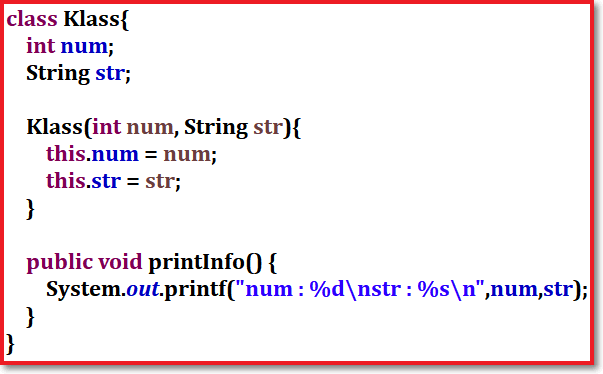 class Klass{
int num;
String str;
Klass(int num, String str){
this.num = num;
this.str = str;
}
public void printInfo() {
System.out.printf("num : %d\nstr : %s\n",num,str);
}
}